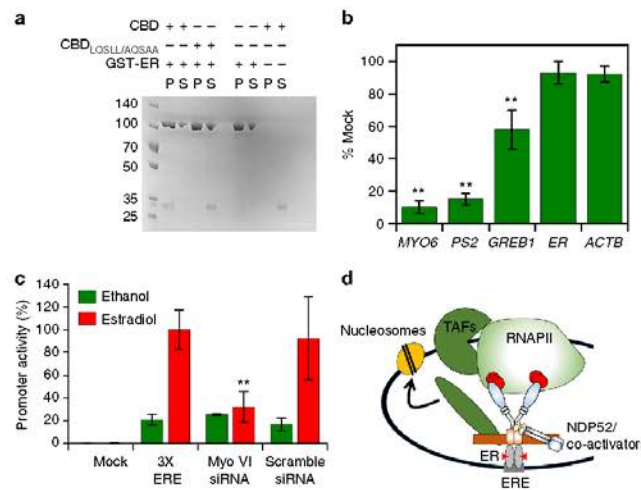 a
CBD + + - - - - + +
CBD LQSLL/AQSAA - - + + - - - -
GST-ER + + + + + + - -
P S P S P S P S
140
100
70
50
35
25
b
% Mock
100
80
60
40
20
0
** ** **
MYO6 PS2 GREB1 ER ACTB
c
Promoter activity (%)
140
120
100
80
60
40
20
0
Ethanol
Estradiol
**
Mock 3X ERE Myo VI siRNA Scramble siRNA
d
Nucleosomes
TAFs
RNAPII
NDP52/
co-activator
ER
ERE